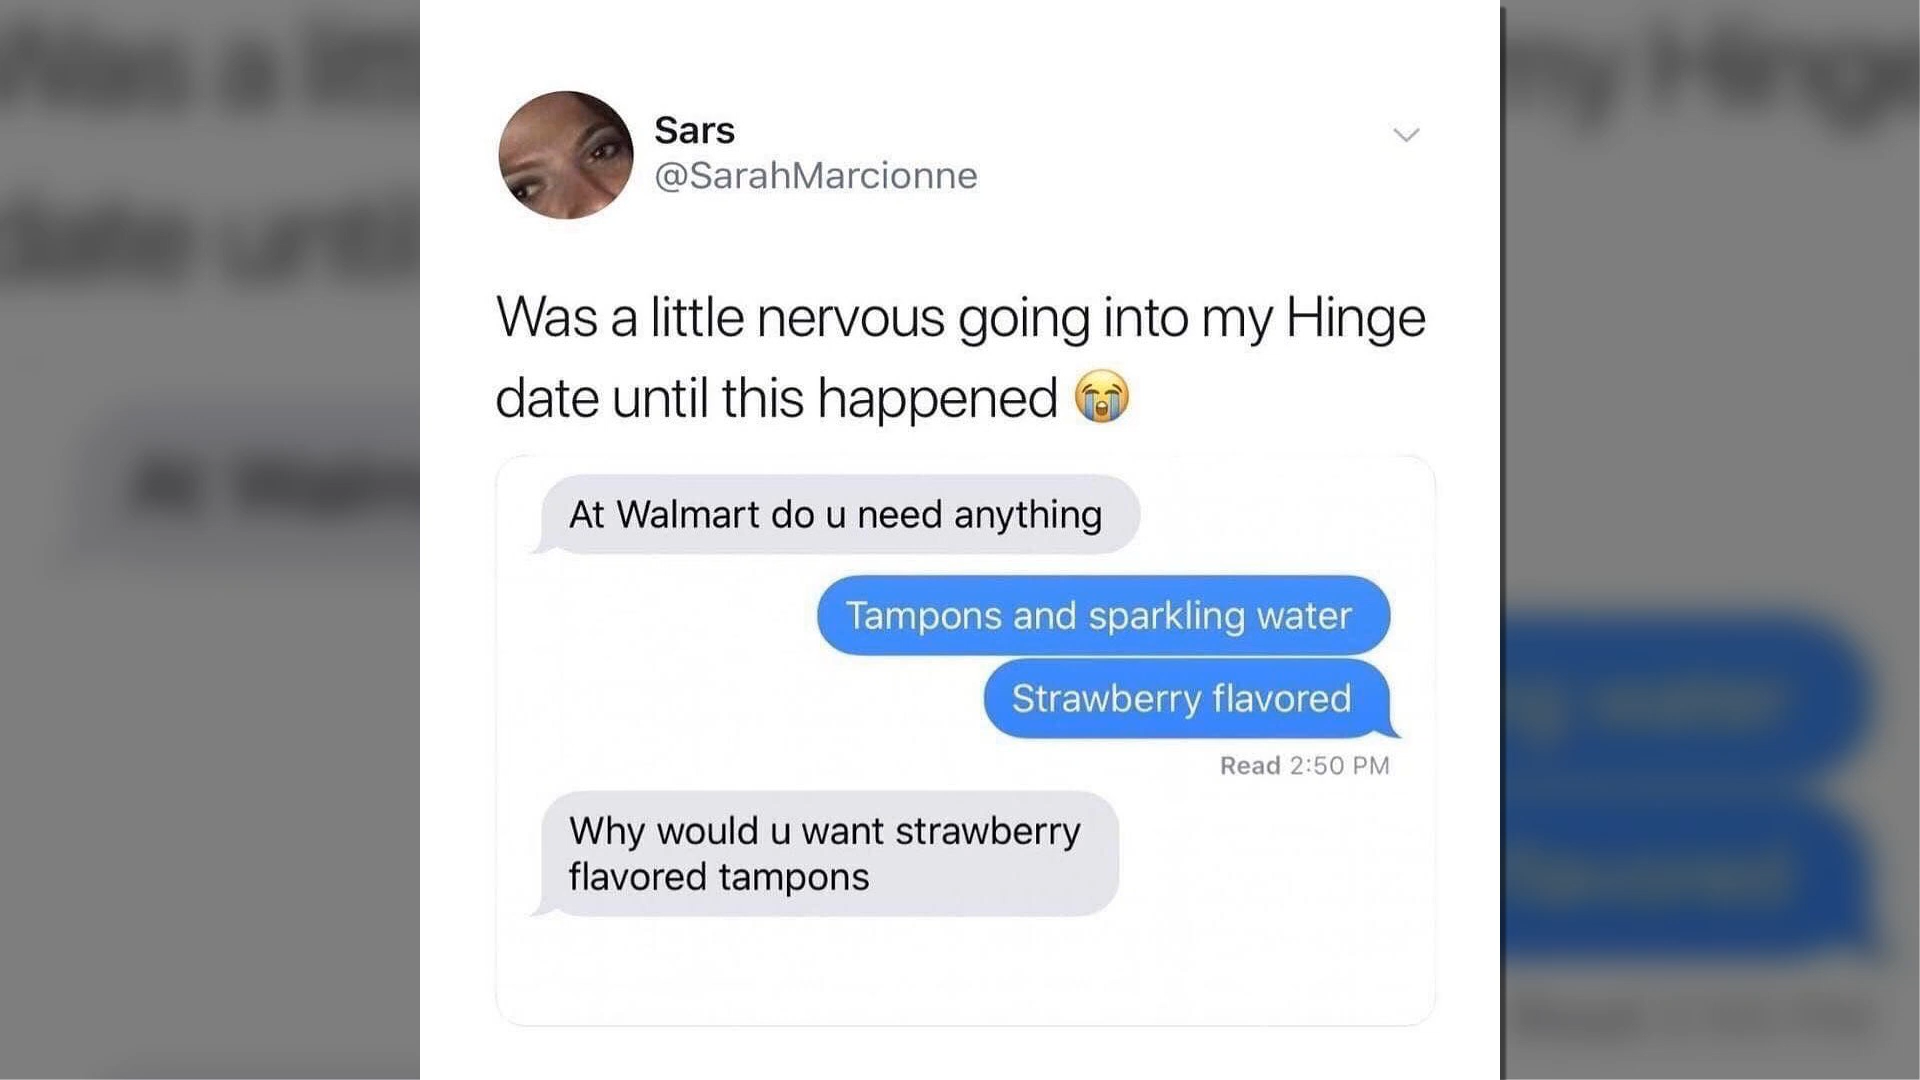 Sars
@SarahMarcionne
Was a little nervous going into my Hinge
date until this happened 😭
At Walmart do u need anything
Tampons and sparkling water
Strawberry flavored
Read 2:50 PM
Why would u want strawberry
flavored tampons